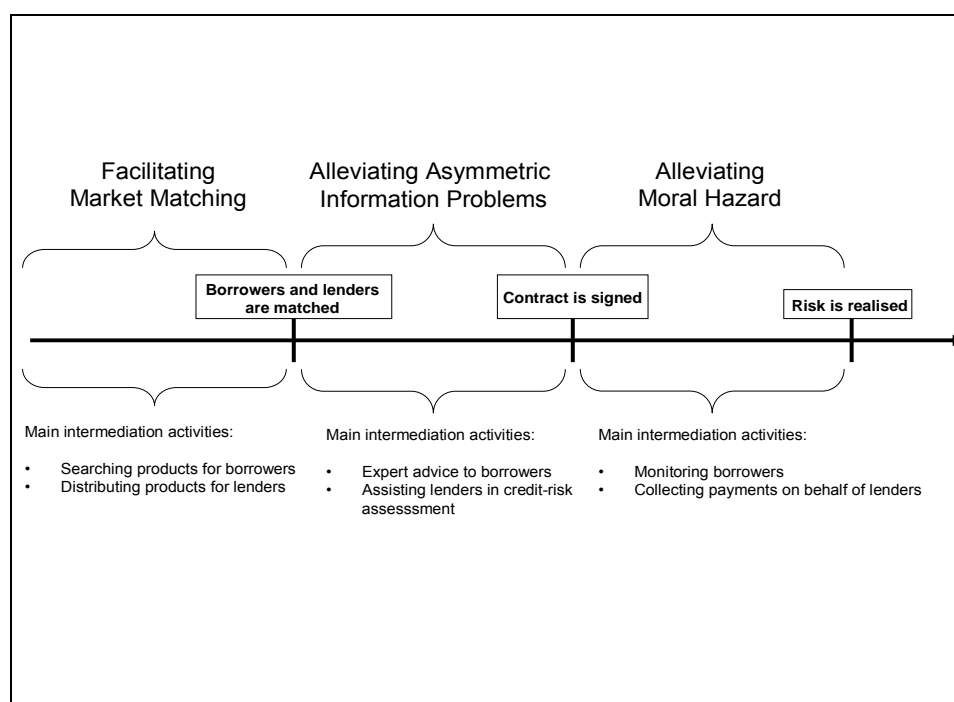 Facilitating
Market Matching
Alleviating Asymmetric
Information Problems
Alleviating
Moral Hazard
Borrowers and lenders
are matched
Contract is signed
Risk is realised
Main intermediation activities:
• Searching products for borrowers
• Distributing products for lenders
Main intermediation activities:
• Expert advice to borrowers
• Assisting lenders in credit-risk
assesssment
Main intermediation activities:
• Monitoring borrowers
• Collecting payments on behalf of lenders